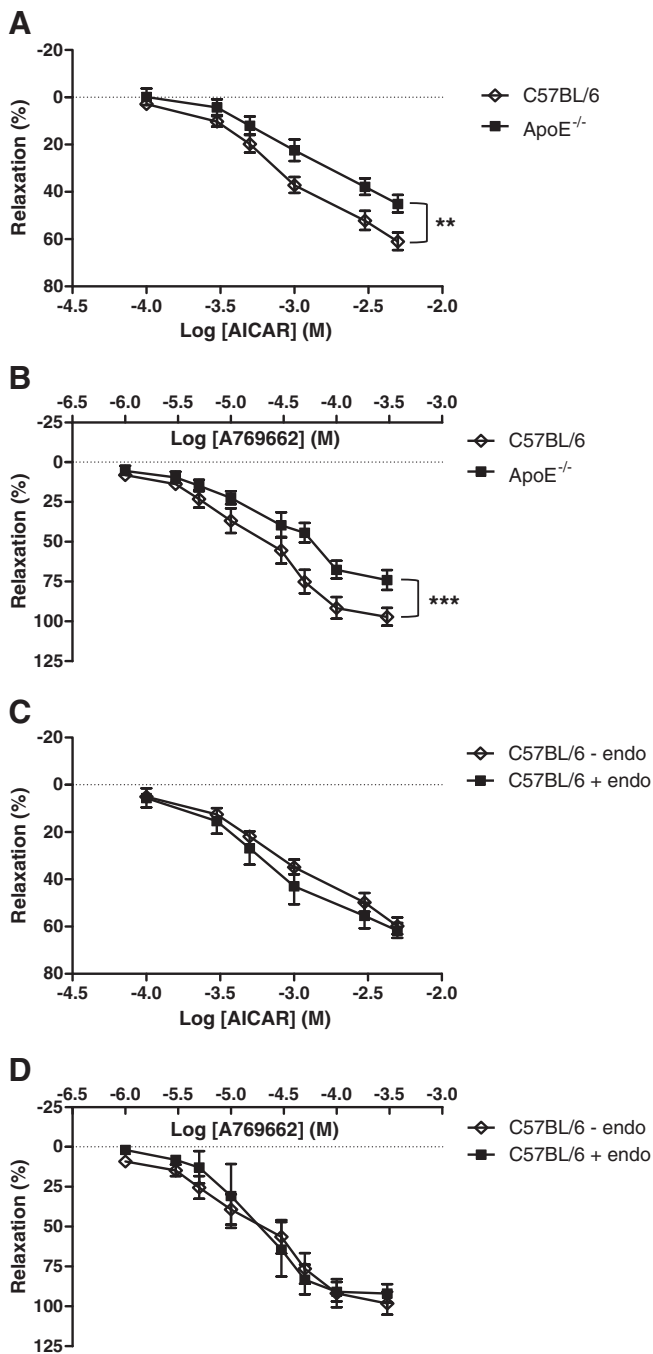 A
-20
0
20
40
60
80
Relaxation (%)
C57BL/6
ApoE-/-
**
-4.5 -4.0 -3.5 -3.0 -2.5 -2.0
Log [AICAR] (M)
B
-6.5 -6.0 -5.5 -5.0 -4.5 -4.0 -3.5 -3.0
Log [A769662] (M)
-25
0
25
50
75
100
125
Relaxation (%)
C57BL/6
ApoE-/-
***
C
-20
0
20
40
60
80
Relaxation (%)
C57BL/6 - endo
C57BL/6 + endo
-4.5 -4.0 -3.5 -3.0 -2.5 -2.0
Log [AICAR] (M)
D
-6.5 -6.0 -5.5 -5.0 -4.5 -4.0 -3.5 -3.0
Log [A769662] (M)
-25
0
25
50
75
100
125
Relaxation (%)
C57BL/6 - endo
C57BL/6 + endo